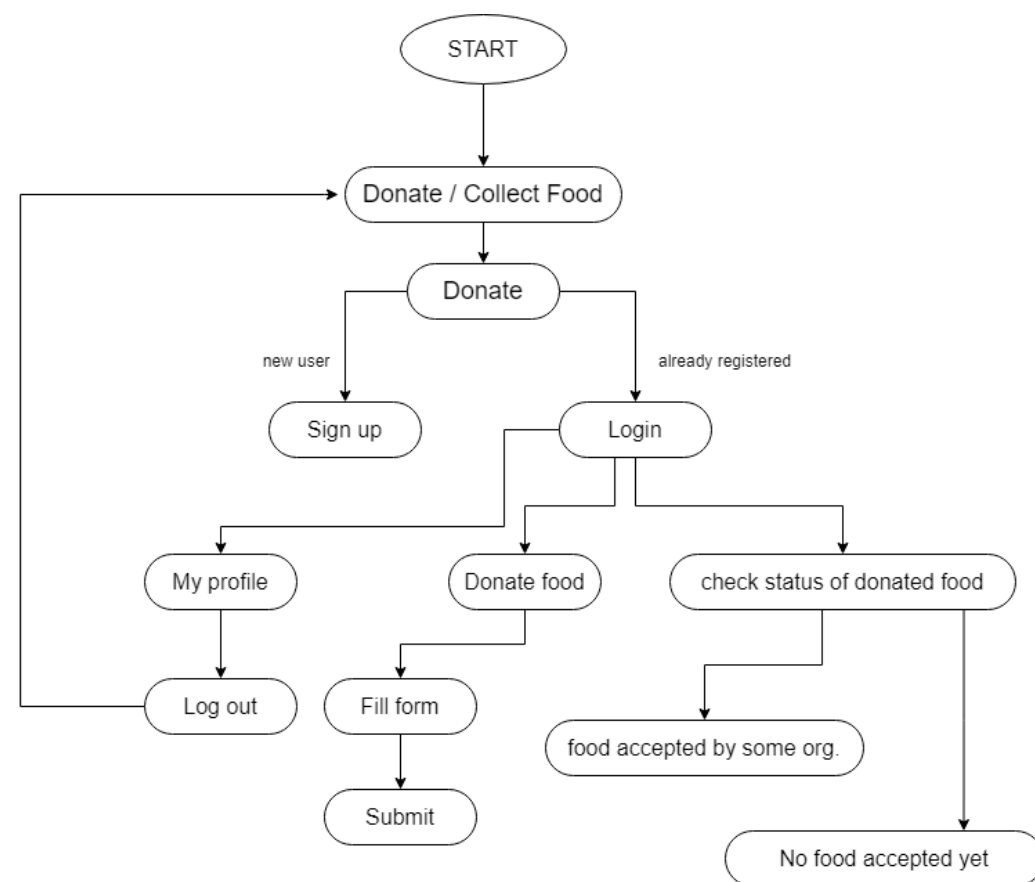 START
Donate / Collect Food
Donate
new user
already registered
Sign up
Login
My profile
Donate food
check status of donated food
Log out
Fill form
food accepted by some org.
Submit
No food accepted yet